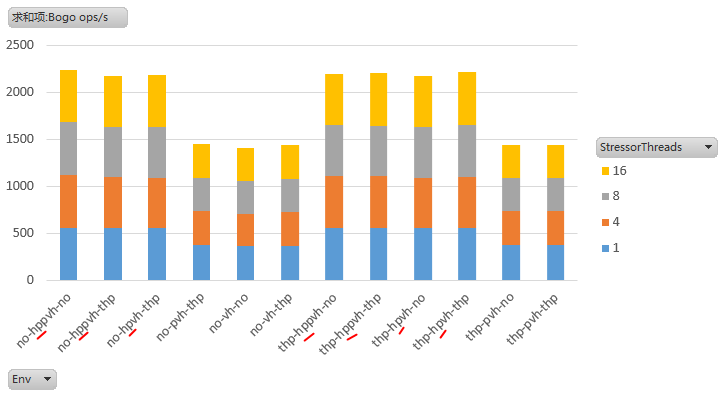 求和项:Bogo ops/s
2500
2000
1500
1000
500
0
no-hppvh-no
no-hppvh-thp
no-hpvh-thp
no-pvh-thp
no-vh-no
no-vh-thp
thp-hppvh-no
thp-hppvh-thp
thp-hpvh-no
thp-hpvh-thp
thp-pvh-no
thp-pvh-thp
StressorThreads
16
8
4
1
Env